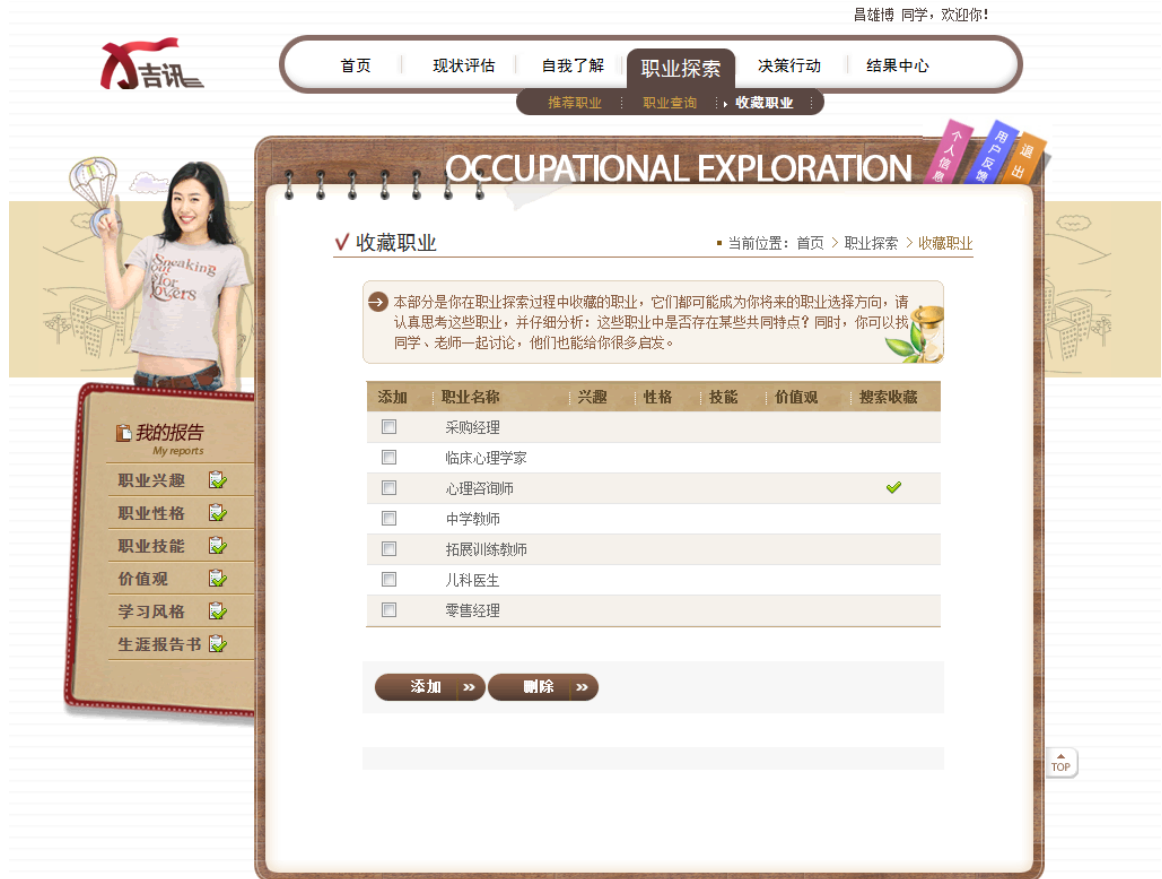 昌雄博 同学，欢迎你!
吉讯
首页 现状评估 自我了解 职业探索 决策行动 结果中心
推荐职业 职业查询 收藏职业
OCCUPATIONAL EXPLORATION
个人信息
用户反馈
退出
Speaking
out
for
lovers
收藏职业
当前位置：首页 > 职业探索 > 收藏职业
本部分是你在职业探索过程中收藏的职业，它们都可能成为你将来的职业选择方向，请
认真思考这些职业，并仔细分析：这些职业中是否存在某些共同特点？同时，你可以找
同学、老师一起讨论，他们也能给你很多启发。
添加 职业名称 兴趣 性格 技能 价值观 搜索收藏
采购经理
临床心理学家
心理咨询师
中学教师
拓展训练教师
儿科医生
零售经理
添加 »
删除 »
我的报告
My reports
职业兴趣
职业性格
职业技能
价值观
学习风格
生涯报告书
TOP